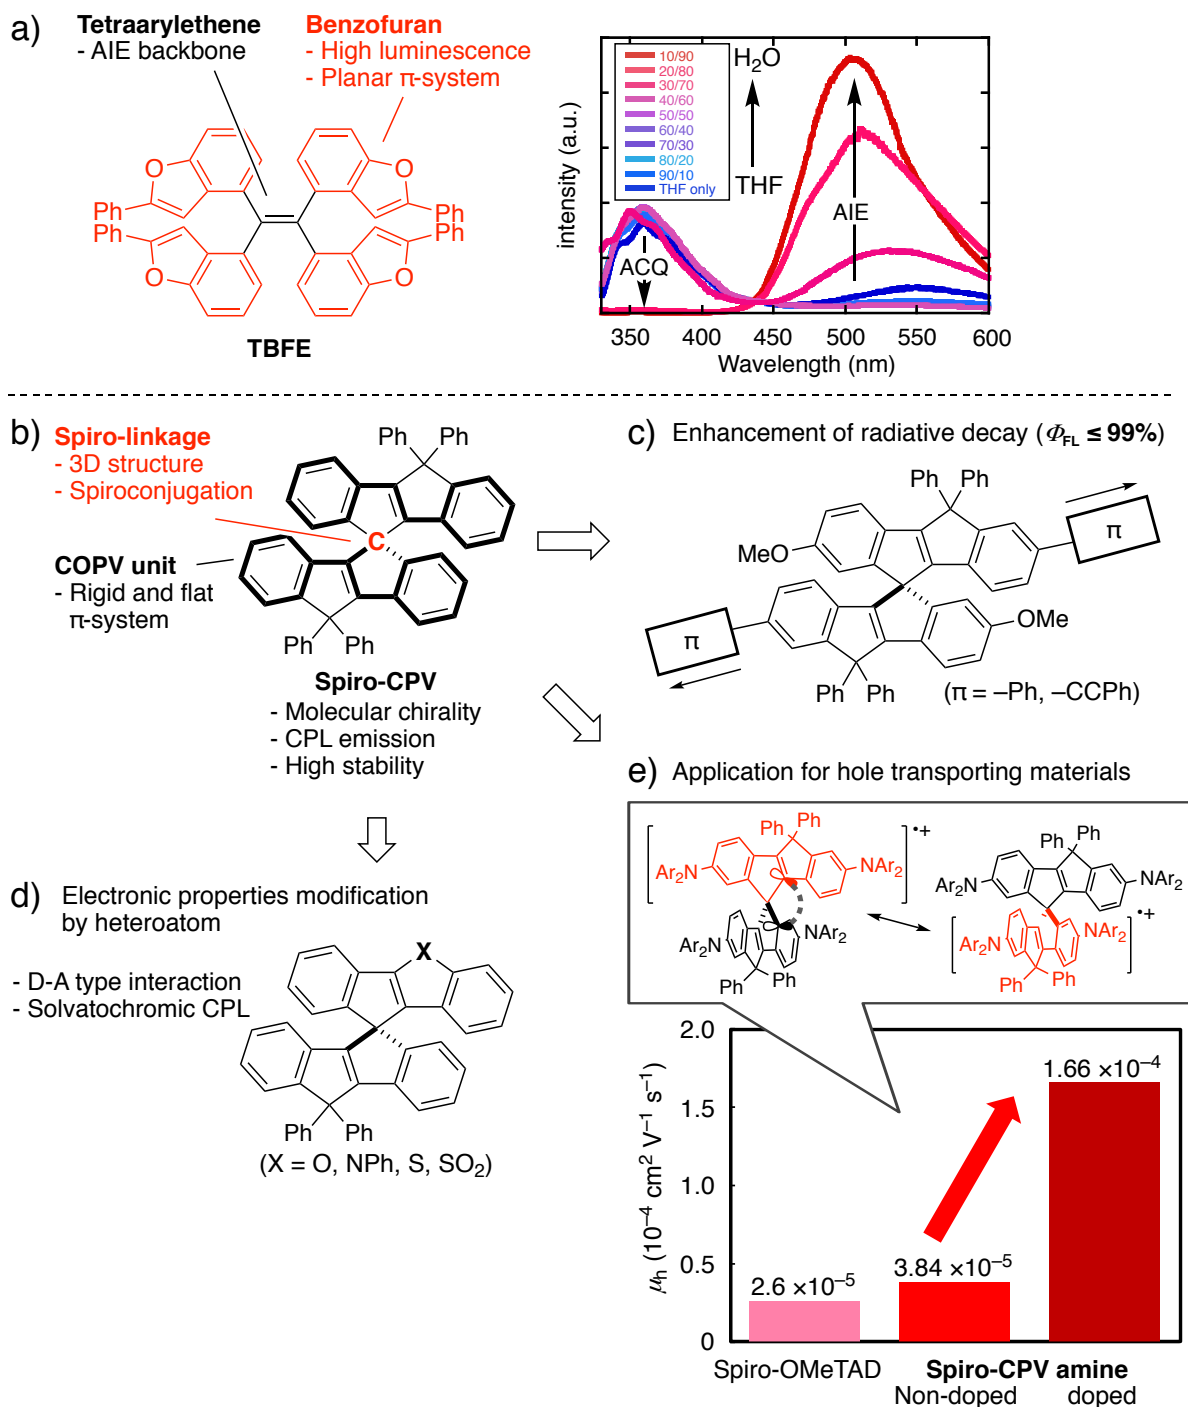 a)
Tetraarylethene
- AIE backbone
Benzofuran
- High luminescence
- Planar π-system
O
O
Ph
Ph
Ph
Ph
O
O
TBFE
intensity (a.u.)
10/90
20/80
30/70
40/60
50/50
60/40
70/30
80/20
90/10
THF only
H₂O
THF
AIE
ACQ
350 400 450 500 550 600
Wavelength (nm)
b)
Spiro-linkage
- 3D structure
- Spiroconjugation
COPV unit
- Rigid and flat
π-system
Ph Ph
C
Ph Ph
Spiro-CPV
- Molecular chirality
- CPL emission
- High stability
c) Enhancement of radiative decay (Φ_FL ≤ 99%)
Ph Ph
π
MeO
OMe
π
Ph Ph
(π = –Ph, –CCPh)
d) Electronic properties modification
by heteroatom
- D-A type interaction
- Solvatochromic CPL
X
Ph Ph
(X = O, NPh, S, SO₂)
e) Application for hole transporting materials
Ph Ph
•+
Ar₂N
NAr₂
Ar₂N
NAr₂
Ph Ph
Ph Ph
Ar₂N
NAr₂
Ar₂N
NAr₂
•+
Ph Ph
μ_h (10⁻⁴ cm² V⁻¹ s⁻¹)
2.0
1.5
1.0
0.5
0
2.6 ×10⁻⁵
3.84 ×10⁻⁵
1.66 ×10⁻⁴
Spiro-OMeTAD
Spiro-CPV amine
Non-doped doped